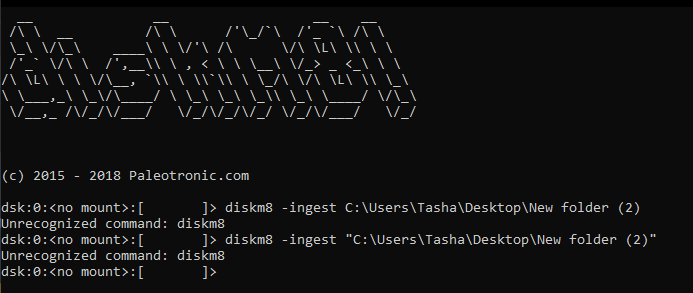 diskm8!
(c) 2015 - 2018 Paleotronic.com
dsk:0:<no mount>:[       ]> diskm8 -ingest C:\Users\Tasha\Desktop\New folder (2)
Unrecognized command: diskm8
dsk:0:<no mount>:[       ]> diskm8 -ingest "C:\Users\Tasha\Desktop\New folder (2)"
Unrecognized command: diskm8
dsk:0:<no mount>:[       ]>